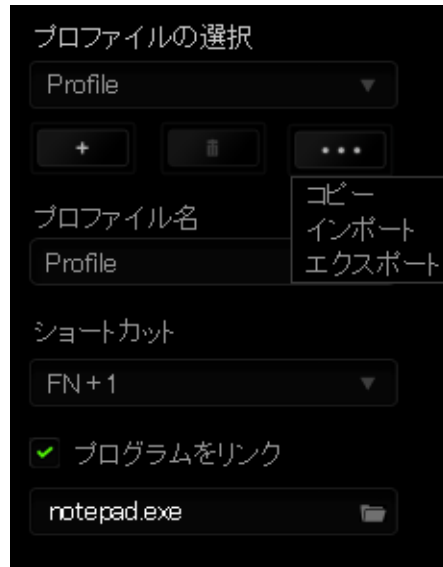 プロファイルの選択
Profile
+
...
コピー
インポート
エクスポート
プロファイル名
Profile
ショートカット
FN+1
プログラムをリンク
notepad.exe